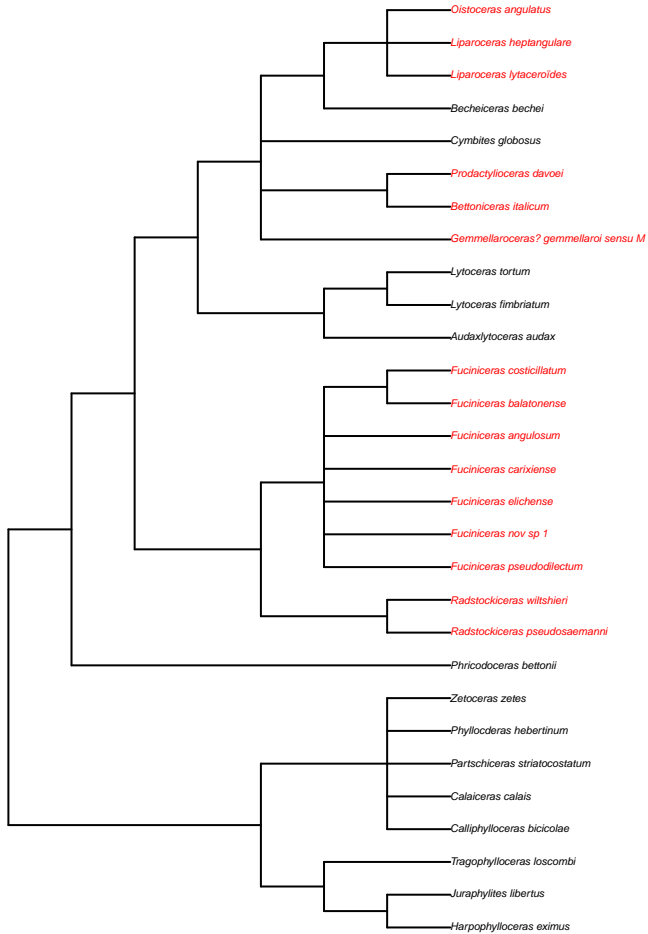 Oistoceras angulatus
Liparoceras heptangulare
Liparoceras lytaceroïdes
Becheiceras bechei
Cymbites globosus
Prodactylioceras davoei
Bettoniceras italicum
Gemmellaroceras? gemmellaroi sensu M
Lytoceras tortum
Lytoceras fimbriatum
Audaxlytoceras audax
Fuciniceras costicillatum
Fuciniceras balatonense
Fuciniceras angulosum
Fuciniceras carixiense
Fuciniceras elichense
Fuciniceras nov sp 1
Fuciniceras pseudodilectum
Radstockiceras wiltshieri
Radstockiceras pseudosaemanni
Phricodoceras bettonii
Zetoceras zetes
Phyllocderas hebertinum
Partschiceras striatocostatum
Calaiceras calais
Calliphylloceras bicicolae
Tragophylloceras loscombi
Juraphylites libertus
Harpophylloceras eximus